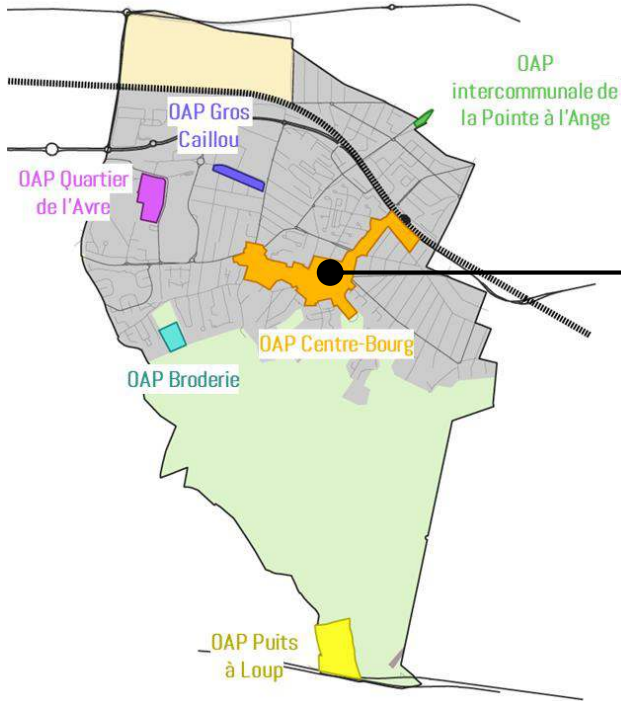 OAP
intercommunale de
la Pointe à l'Ange
OAP Gros
Caillou
OAP Quartier
de l'Avre
OAP Centre-Bourg
OAP Broderie
OAP Puits
à Loup